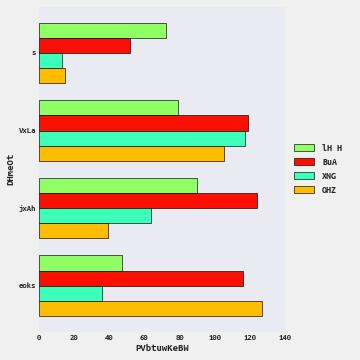 s
VxLa
jxAh
eoks
DHmeOt
0 20 40 60 80 100 120 140
PVbtuwKeBW
lH H
BuA
XNG
OHZ